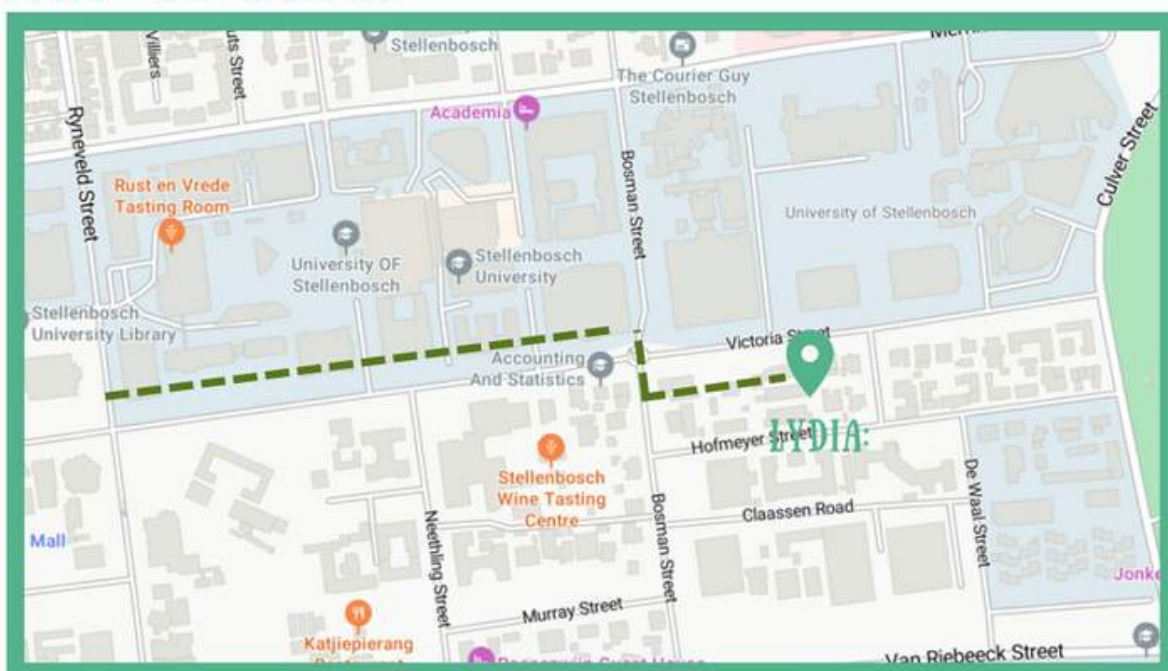 Villiers
Stellenbosch
The Courier Guy
Stellenbosch
Academia
Ryneveld Street
Rust en Vrede
Tasting Room
Bosman Street
Culver Street
University of Stellenbosch
University OF
Stellenbosch
Stellenbosch
University
Stellenbosch
University Library
Victoria Street
Accounting
And Statistics
LYDIA:
Hofmeyer Street
Stellenbosch
Wine Tasting
Centre
De Waal Street
Claassen Road
Bosman Street
Neethling Street
Mall
Murray Street
Katjiepierang
Van Riebeeck Street